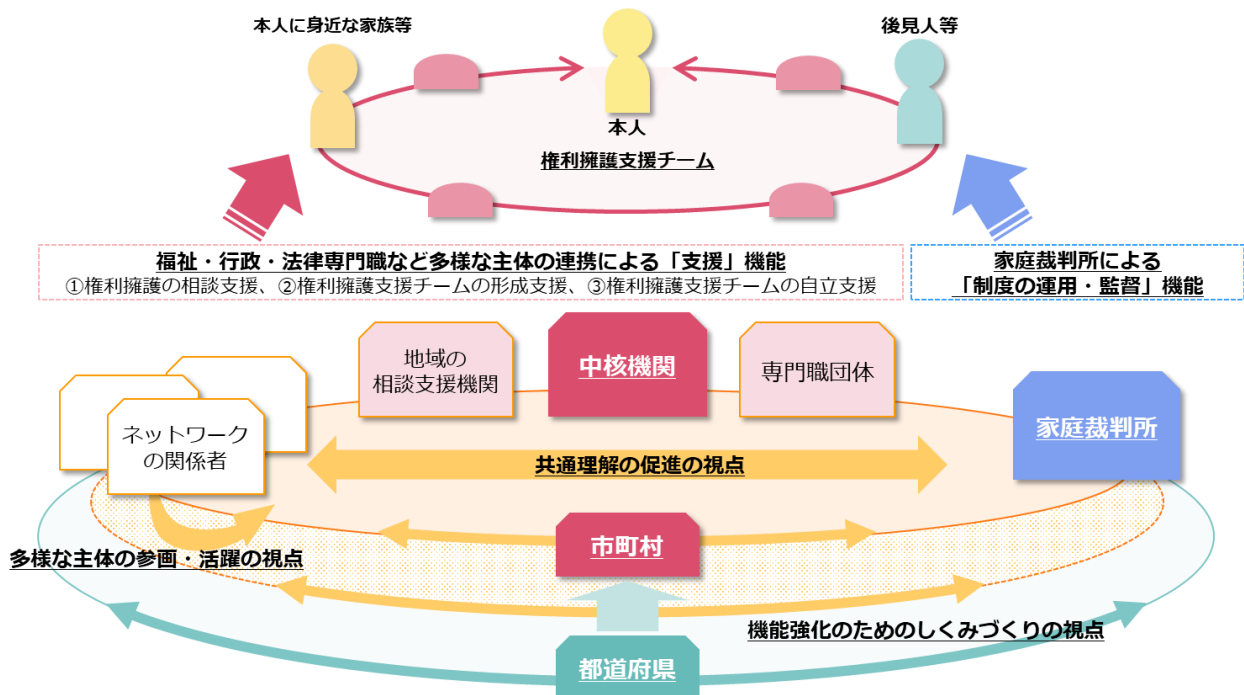 本人に身近な家族等
後見人等
本人
権利擁護支援チーム
福祉・行政・法律専門職など多様な主体の連携による「支援」機能
①権利擁護の相談支援、②権利擁護支援チームの形成支援、③権利擁護支援チームの自立支援
家庭裁判所による
「制度の運用・監督」機能
地域の
相談支援機関
中核機関
専門職団体
ネットワーク
の関係者
家庭裁判所
共通理解の促進の視点
市町村
多様な主体の参画・活躍の視点
機能強化のためのしくみづくりの視点
都道府県